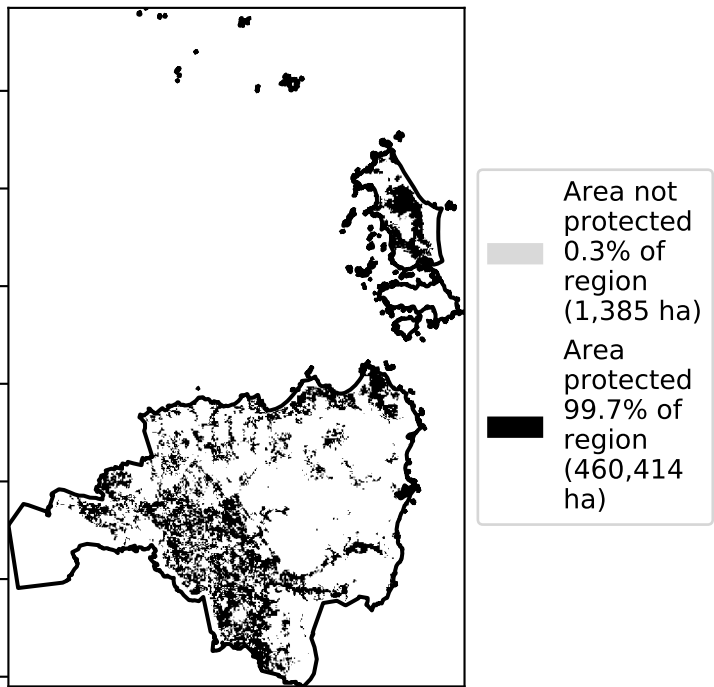 Area not
protected
0.3% of
region
(1,385 ha)
Area
protected
99.7% of
region
(460,414
ha)